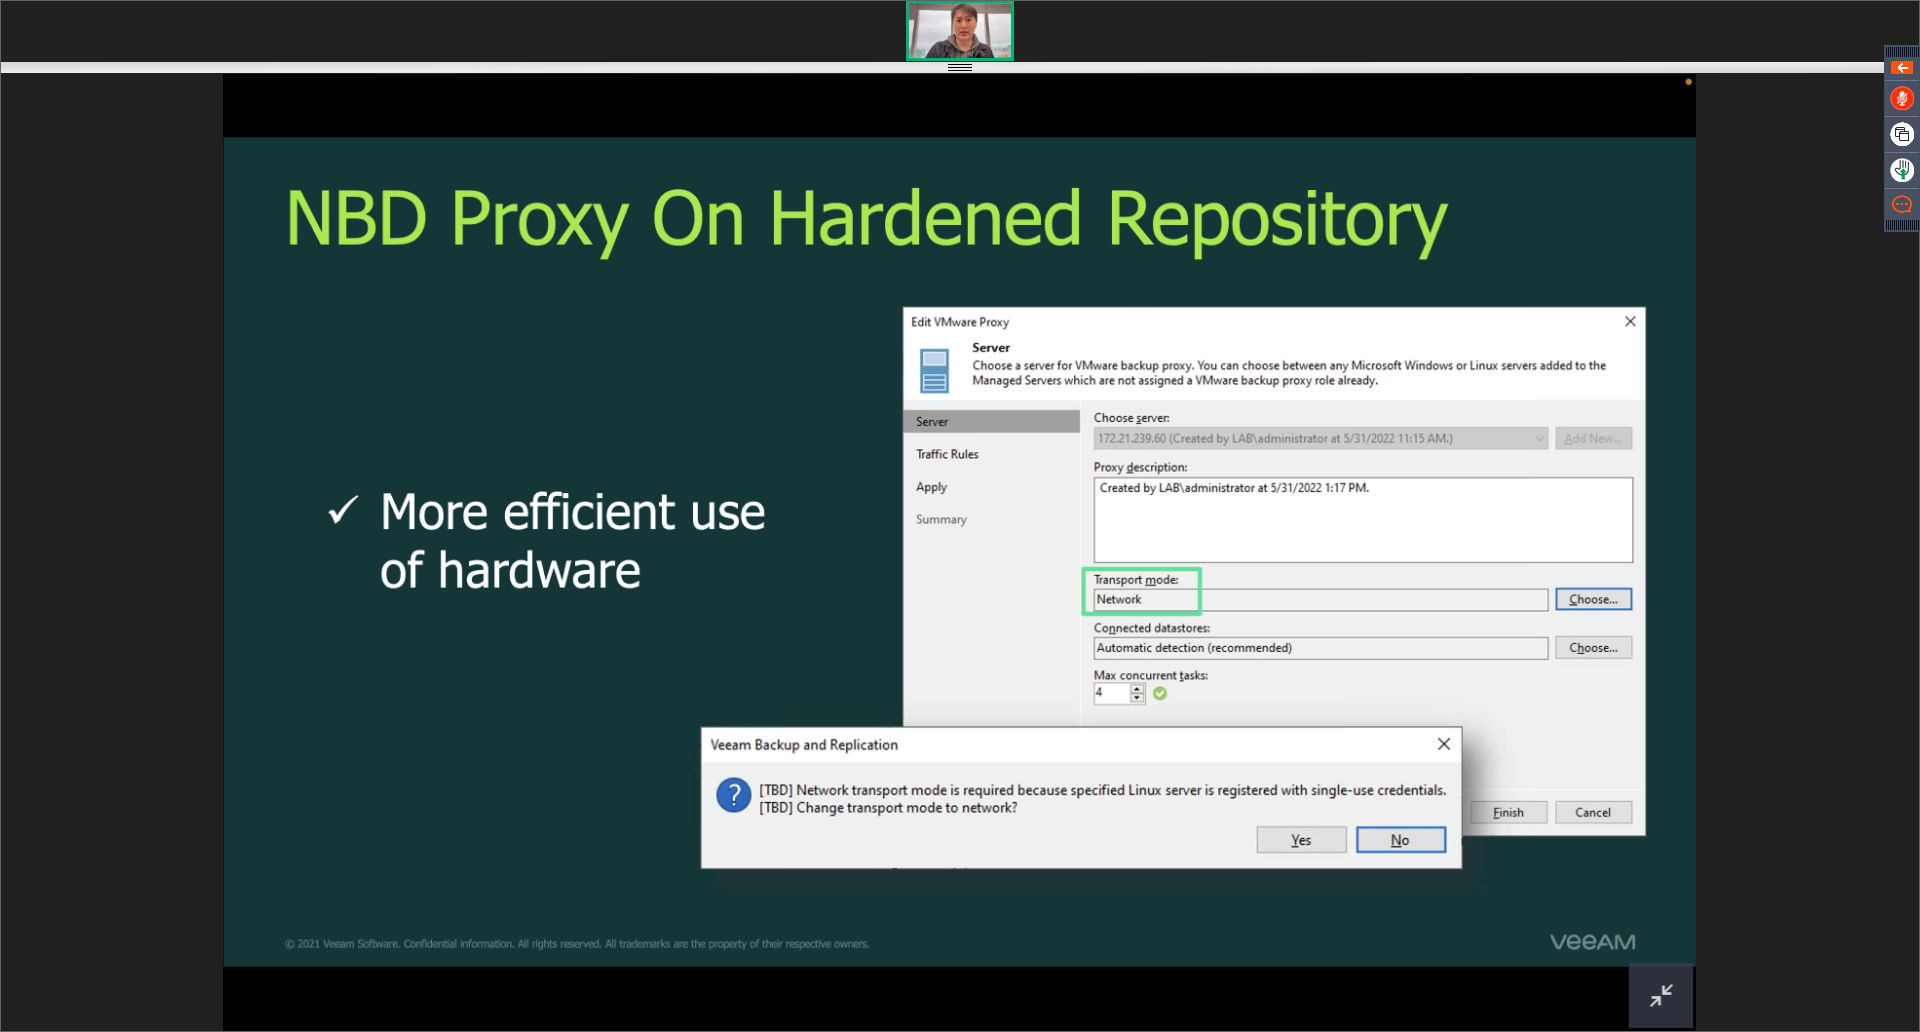 NBD Proxy On Hardened Repository
✓ More efficient use
of hardware
Edit VMware Proxy
Server
Choose a server for VMware backup proxy. You can choose between any Microsoft Windows or Linux servers added to the
Managed Servers which are not assigned a VMware backup proxy role already.
Server
Traffic Rules
Apply
Summary
Choose server:
172.21.239.60 (Created by LAB\administrator at 5/31/2022 11:15 AM.)
Add New...
Proxy description:
Created by LAB\administrator at 5/31/2022 1:17 PM.
Transport mode:
Network
Choose...
Connected datastores:
Automatic detection (recommended)
Choose...
Max concurrent tasks:
4
Finish
Cancel
Veeam Backup and Replication
[TBD] Network transport mode is required because specified Linux server is registered with single-use credentials.
[TBD] Change transport mode to network?
Yes
No
© 2021 Veeam Software. Confidential information. All rights reserved. All trademarks are the property of their respective owners.
VEEAM